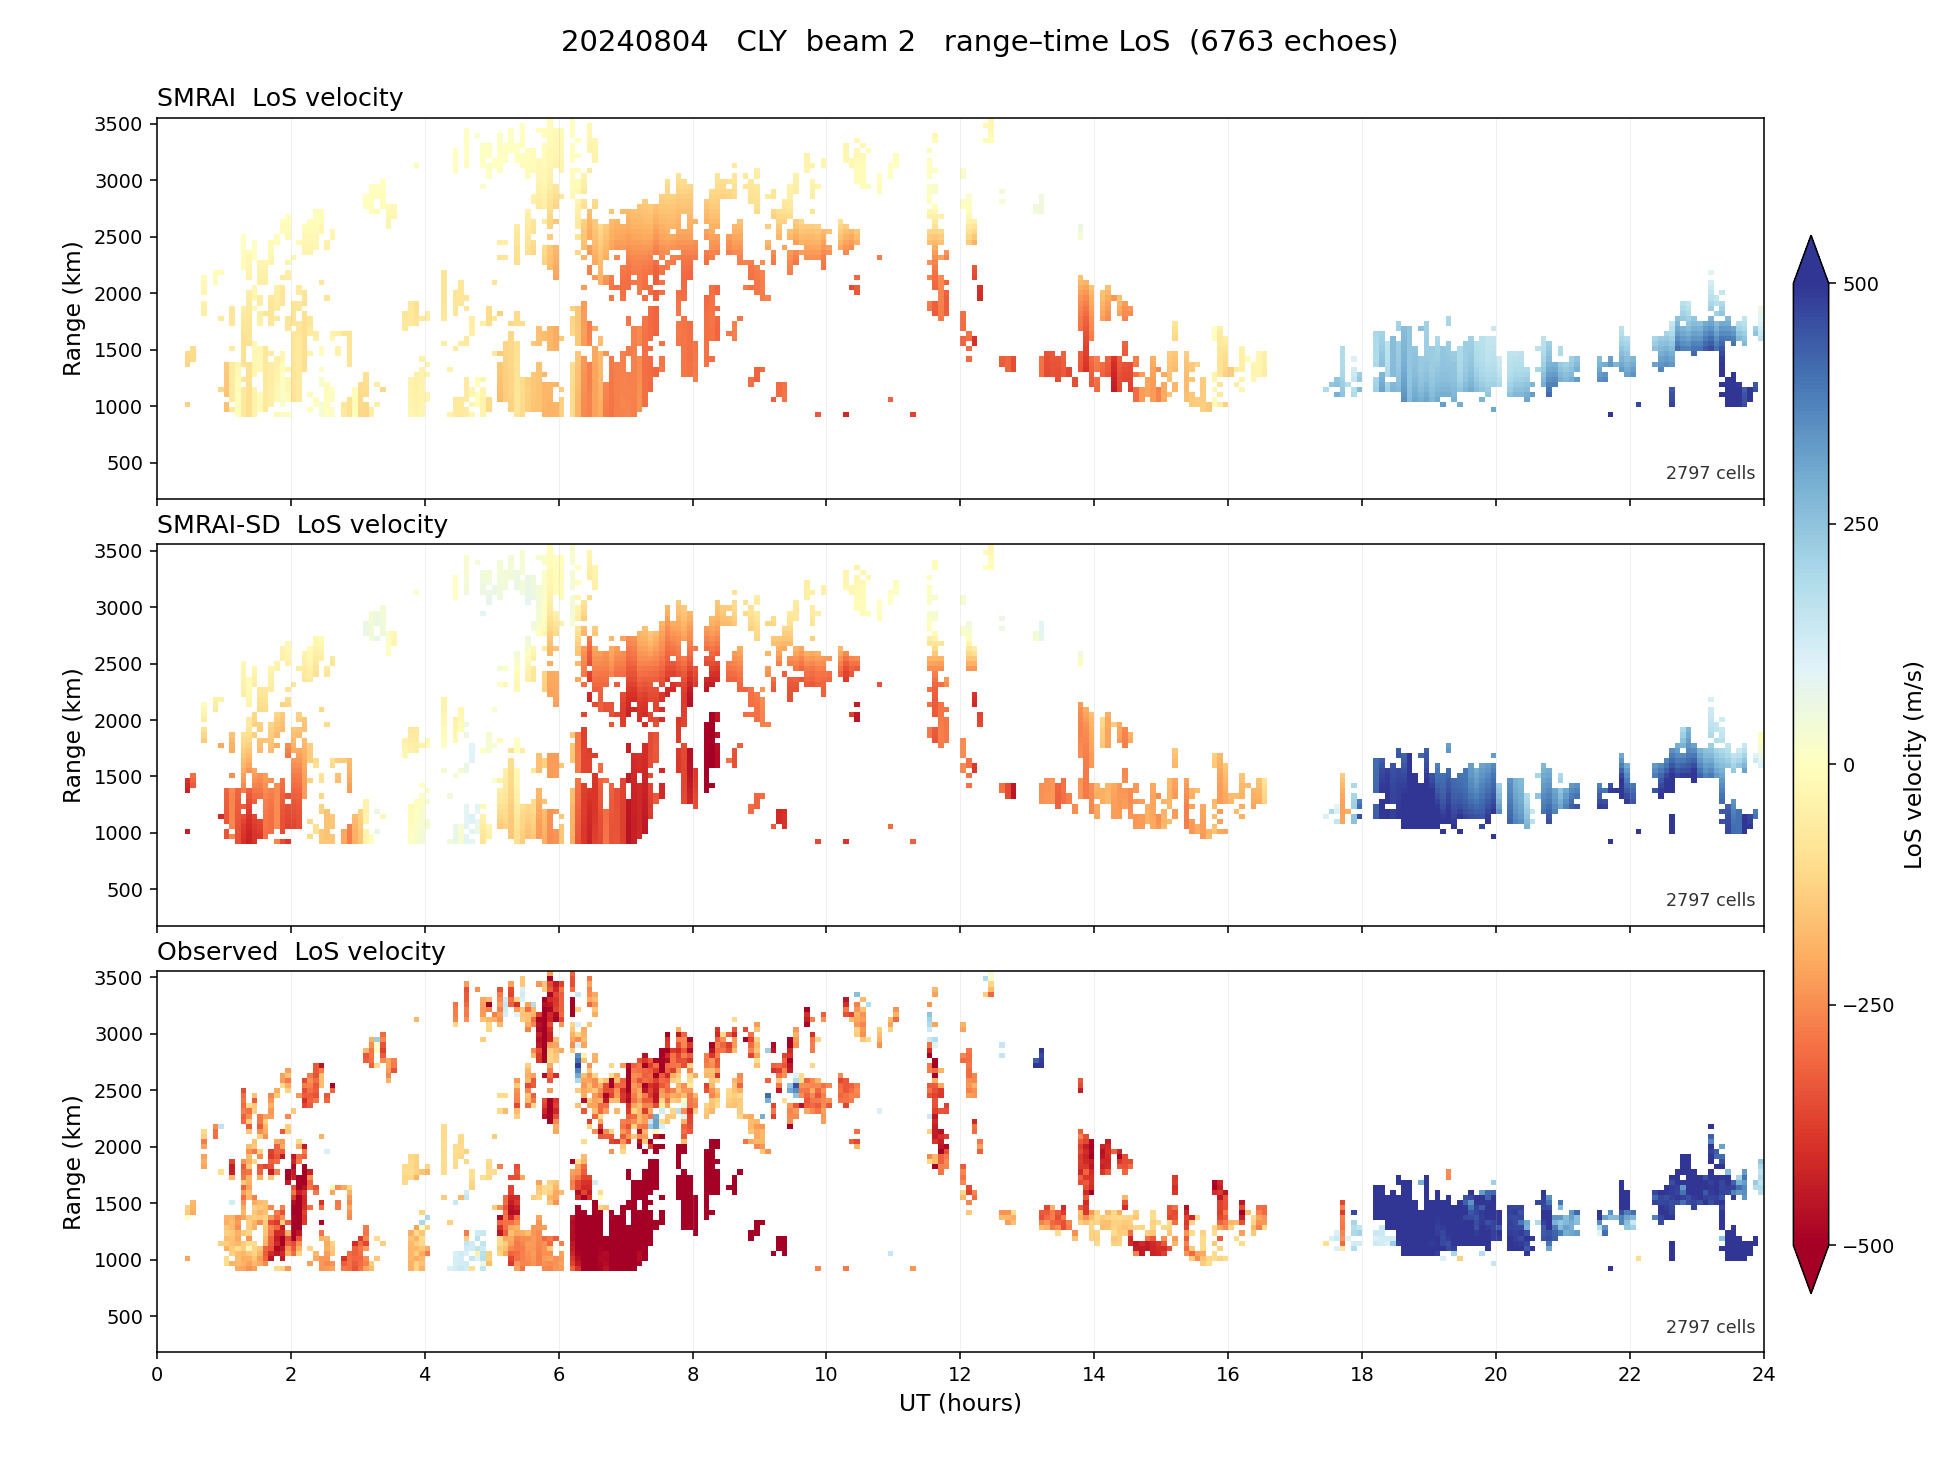 20240804   CLY  beam 2   range–time LoS  (6763 echoes)
SMRAI  LoS velocity
3500
3000
2500
2000
1500
1000
500
Range (km)
2797 cells
SMRAI-SD  LoS velocity
3500
3000
2500
2000
1500
1000
500
Range (km)
2797 cells
Observed  LoS velocity
3500
3000
2500
2000
1500
1000
500
Range (km)
2797 cells
0 2 4 6 8 10 12 14 16 18 20 22 24
UT (hours)
500
250
0
−250
−500
LoS velocity (m/s)